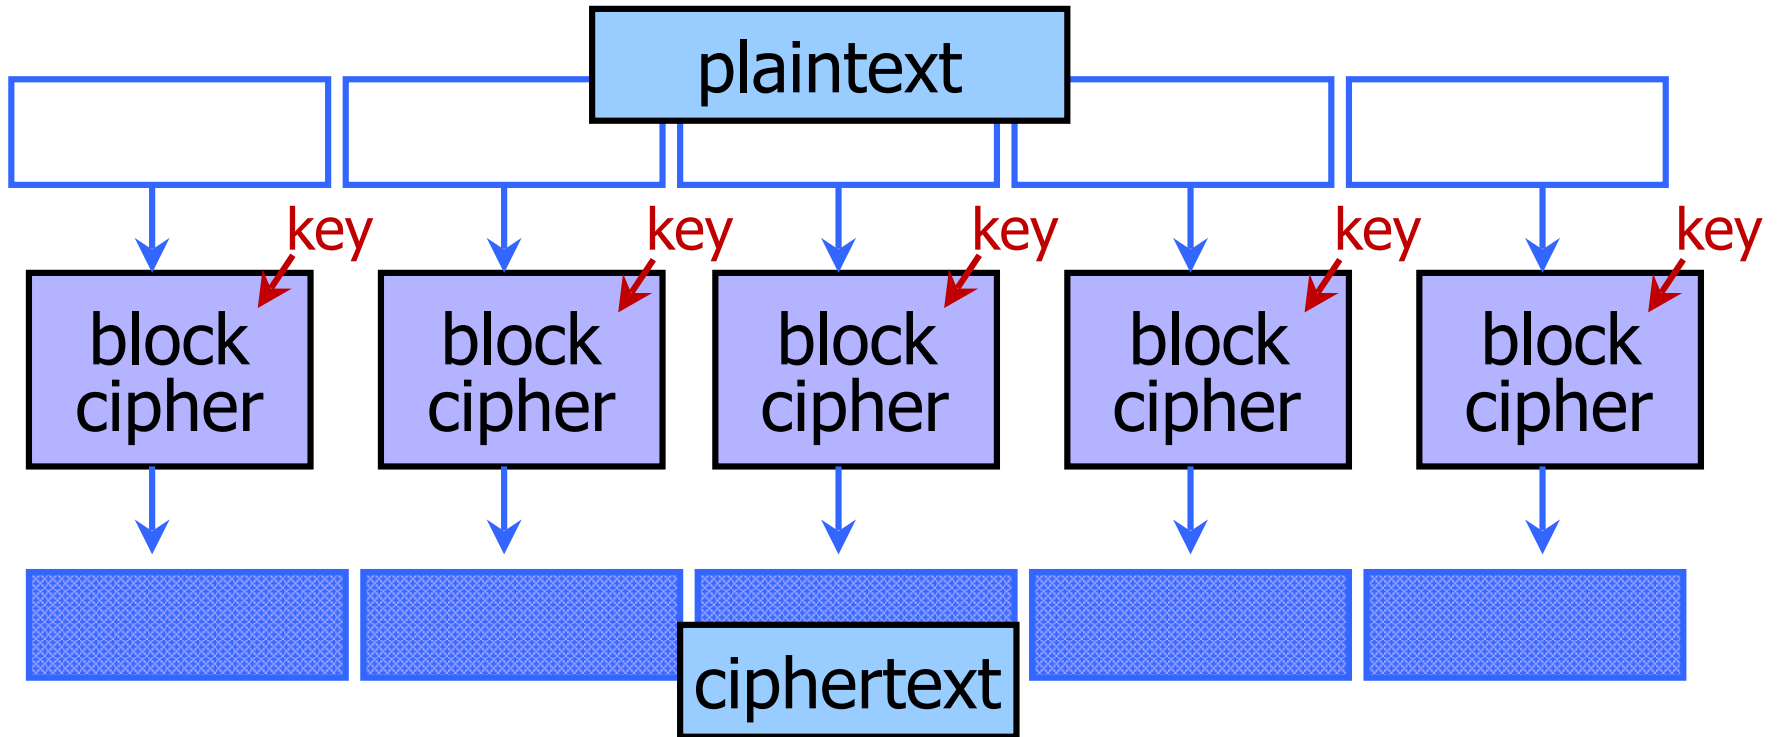 plaintext
key
key
key
key
key
block
cipher
block
cipher
block
cipher
block
cipher
block
cipher
ciphertext